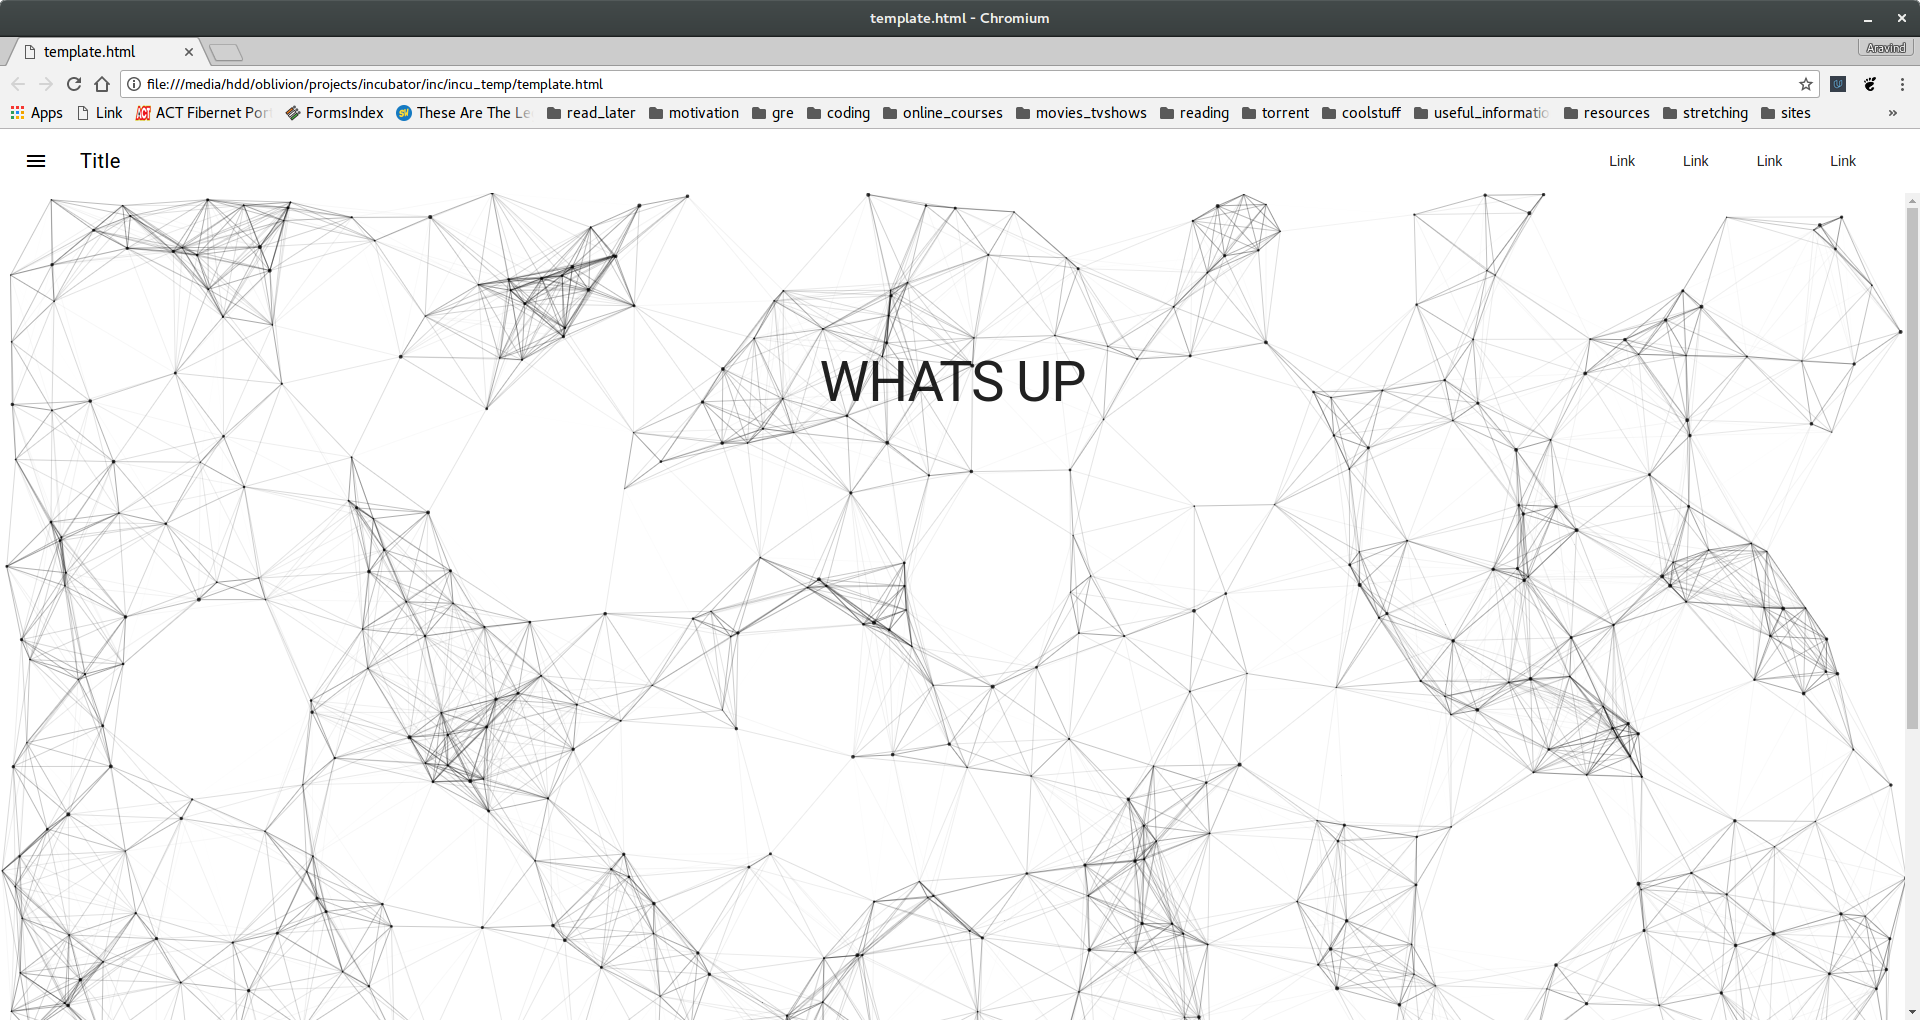 template.html - Chromium
template.html
Aravind
file:///media/hdd/oblivion/projects/incubator/inc/incu_temp/template.html
Apps Link ACT Fibernet Por FormsIndex These Are The Le read_later motivation gre coding online_courses movies_tvshows reading torrent coolstuff useful_informatio resources stretching sites »
Title Link Link Link Link
WHATS UP